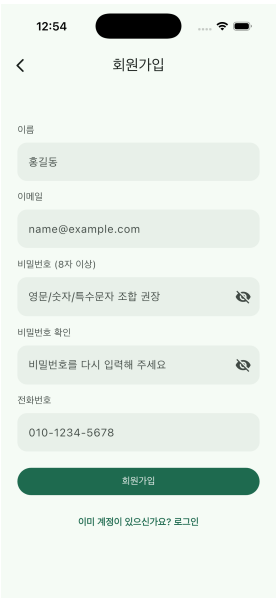 12:54
회원가입
이름
홍길동
이메일
name@example.com
비밀번호 (8자 이상)
영문/숫자/특수문자 조합 권장
비밀번호 확인
비밀번호를 다시 입력해 주세요
전화번호
010-1234-5678
회원가입
이미 계정이 있으신가요? 로그인